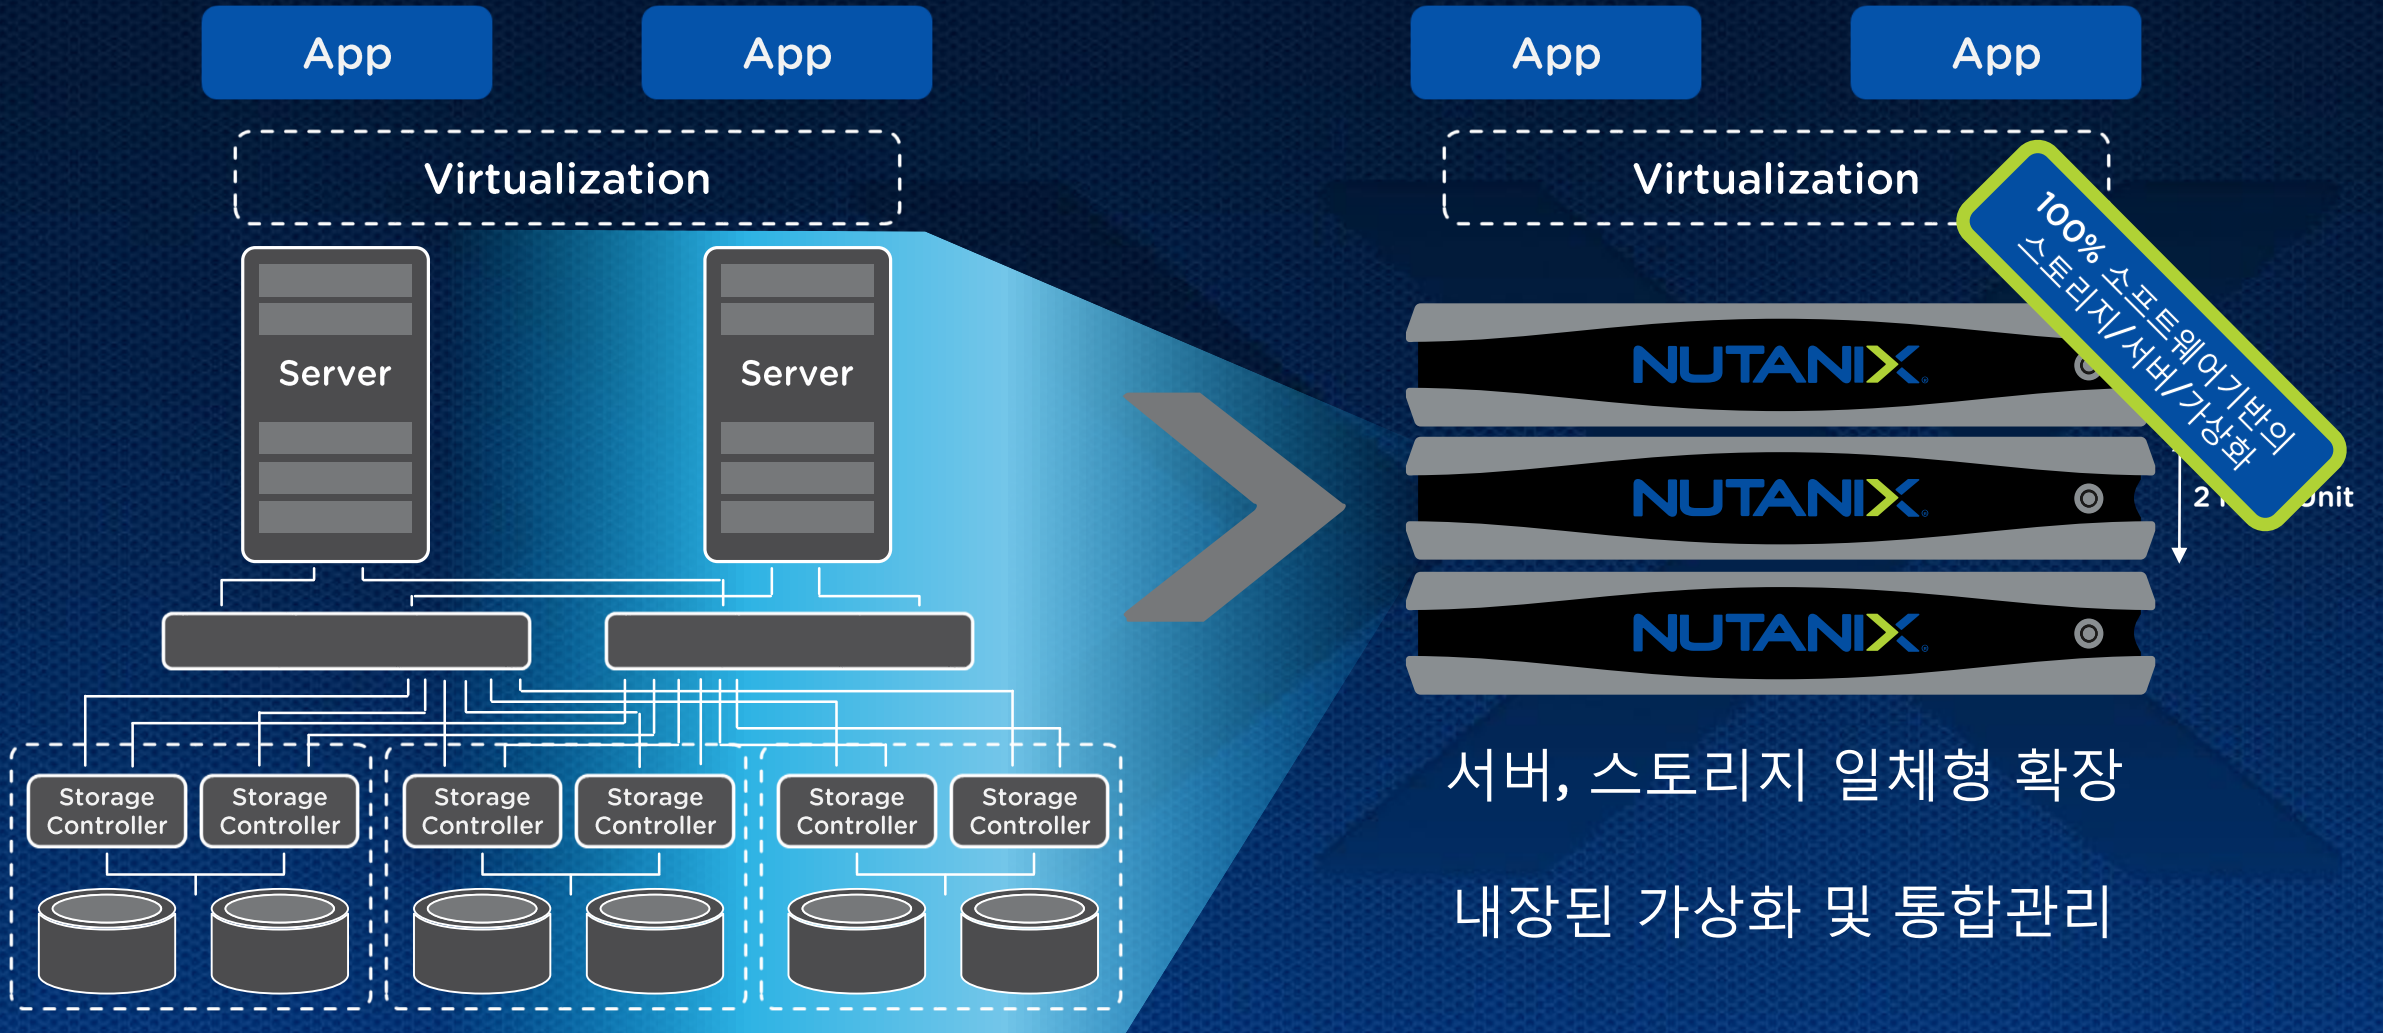 App
App
Virtualization
Server
Server
Storage
Controller
Storage
Controller
Storage
Controller
Storage
Controller
Storage
Controller
Storage
Controller
App
App
Virtualization
100% 소프트웨어기반의
스토리지/서버/가상화
NUTANIX
NUTANIX
NUTANIX
2
서버, 스토리지 일체형 확장
내장된 가상화 및 통합관리